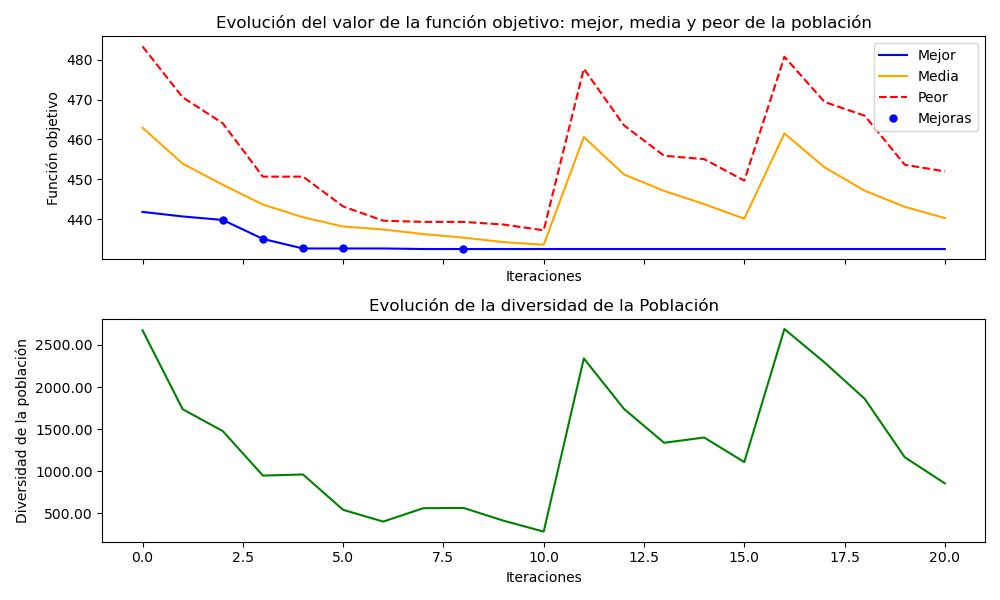 Evolución del valor de la función objetivo: mejor, media y peor de la población
Función objetivo
480
470
460
450
440
Mejor
Media
Peor
Mejoras
Iteraciones
Evolución de la diversidad de la Población
Diversidad de la población
2500.00
2000.00
1500.00
1000.00
500.00
0.0 2.5 5.0 7.5 10.0 12.5 15.0 17.5 20.0
Iteraciones